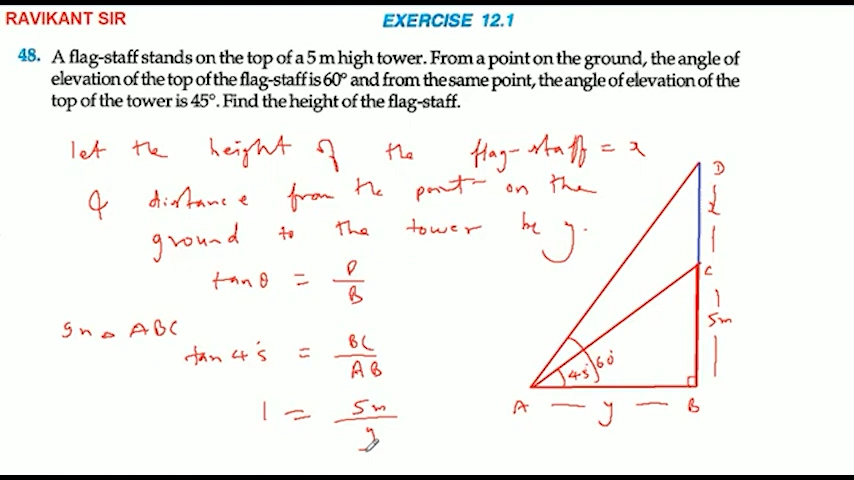 RAVIKANT SIR
EXERCISE 12.1
48. A flag-staff stands on the top of a 5 m high tower. From a point on the ground, the angle of
elevation of the top of the flag-staff is 60° and from the same point, the angle of elevation of the
top of the tower is 45°. Find the height of the flag-staff.
let the height of the flag-staff = x
& distance from the point on the
ground to the tower be y.
tanθ = P/B
In △ ABC
tan 45° = BC/AB
1 = 5m/y
D
x
C
5m
45° 60°
A y B